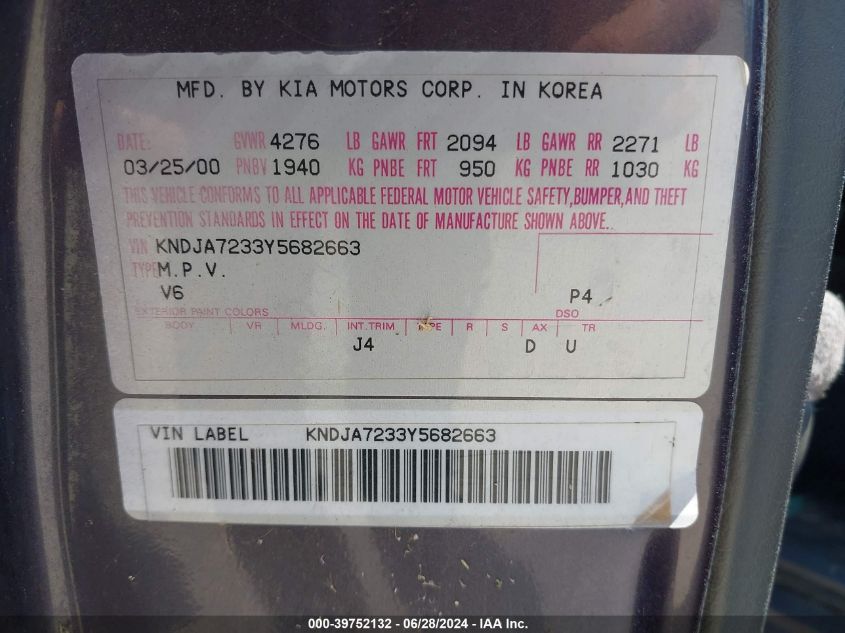 MFD. BY KIA MOTORS CORP. IN KOREA
DATE: GVWR 4276 LB GAWR FRT 2094 LB GAWR RR 2271 LB
03/25/00 PNBV 1940 KG PNBE FRT 950 KG PNBE RR 1030 KG
THIS VEHICLE CONFORMS TO ALL APPLICABLE FEDERAL MOTOR VEHICLE SAFETY,BUMPER,AND THEFT
PREVENTION STANDARDS IN EFFECT ON THE DATE OF MANUFACTURE SHOWN ABOVE.
VIN KNDJA7233Y5682663
TYPE M.P.V.
V6 P4
EXTERIOR PAINT COLORS DSO
BODY VR MLDG. INT.TRIM TAPE R S AX TR
J4 D U
VIN LABEL KNDJA7233Y5682663
000-39752132 - 06/28/2024 - IAA Inc.